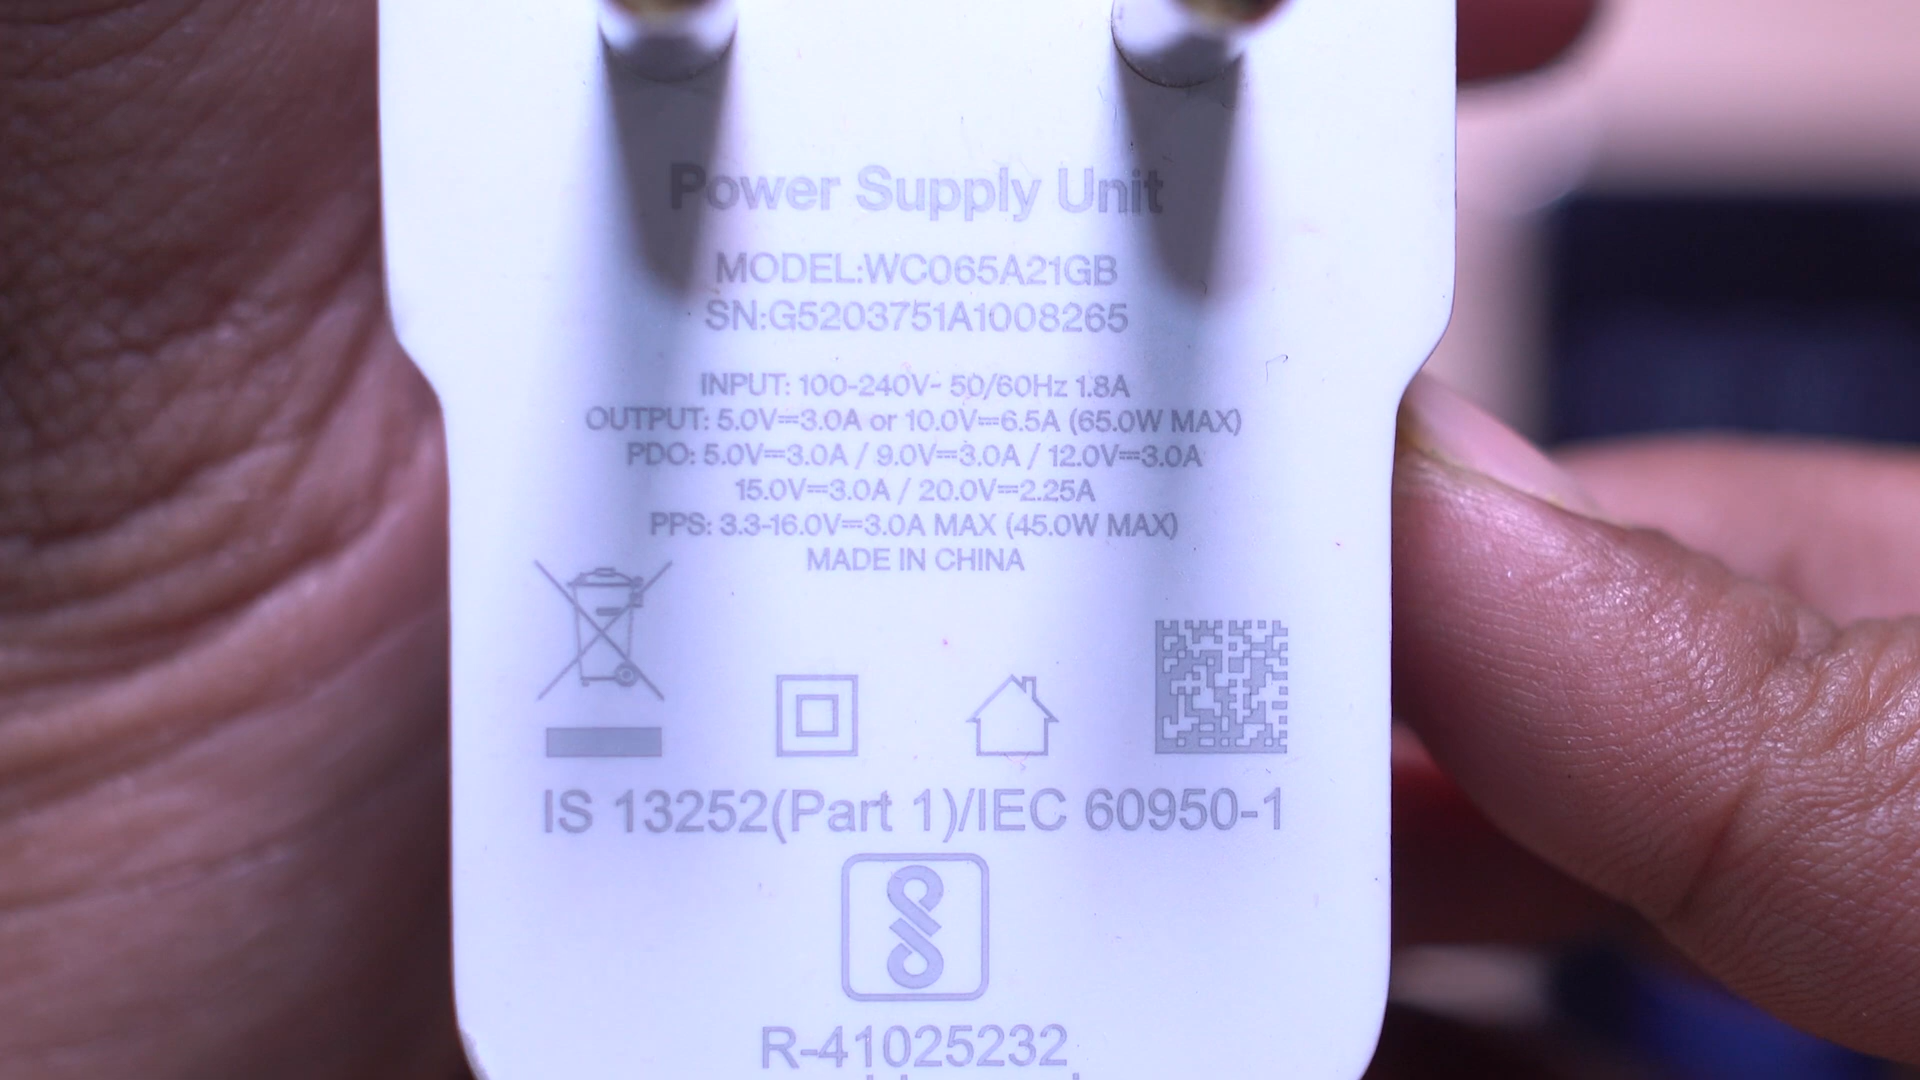 Power Supply Unit
MODEL:WC065A21GB
SN:G5203751A1008265
INPUT: 100-240V~ 50/60Hz 1.8A
OUTPUT: 5.0V⎓3.0A or 10.0V⎓6.5A (65.0W MAX)
PDO: 5.0V⎓3.0A / 9.0V⎓3.0A / 12.0V⎓3.0A
15.0V⎓3.0A / 20.0V⎓2.25A
PPS: 3.3-16.0V⎓3.0A MAX (45.0W MAX)
MADE IN CHINA
IS 13252(Part 1)/IEC 60950-1
R-41025232